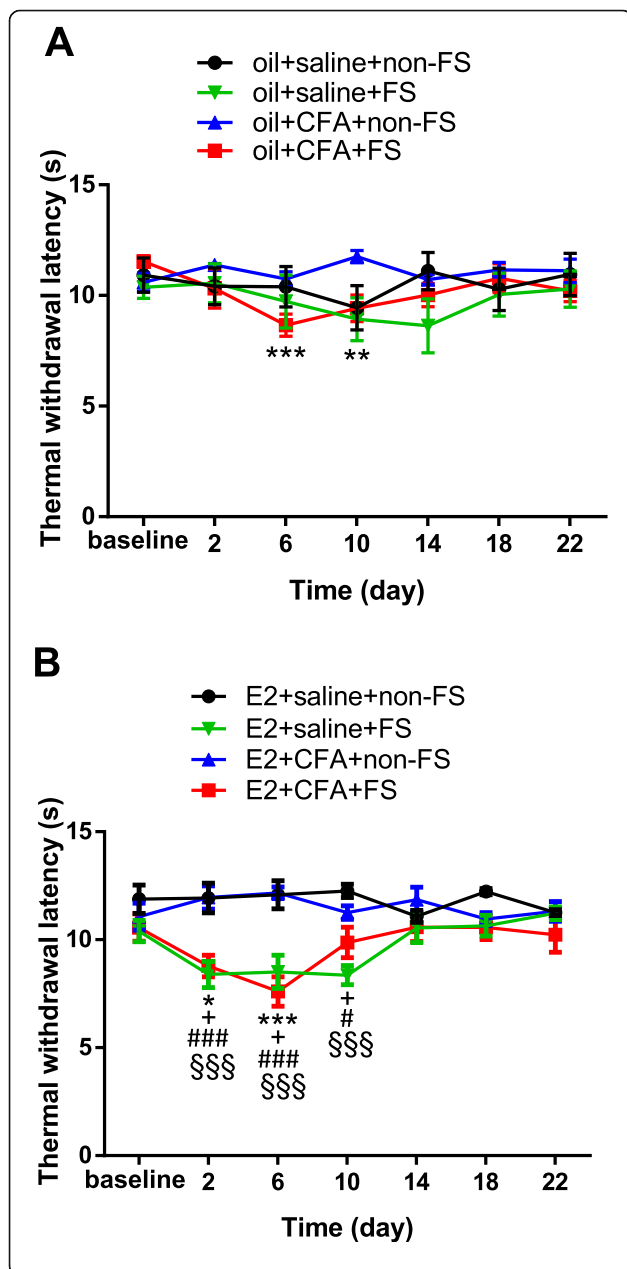 A
oil+saline+non-FS
oil+saline+FS
oil+CFA+non-FS
oil+CFA+FS
Thermal withdrawal latency (s)
15
10
5
0
*** **
baseline 2 6 10 14 18 22
Time (day)
B
E2+saline+non-FS
E2+saline+FS
E2+CFA+non-FS
E2+CFA+FS
Thermal withdrawal latency (s)
15
10
5
0
* *** +
+ + #
### ### §§§
§§§ §§§
baseline 2 6 10 14 18 22
Time (day)